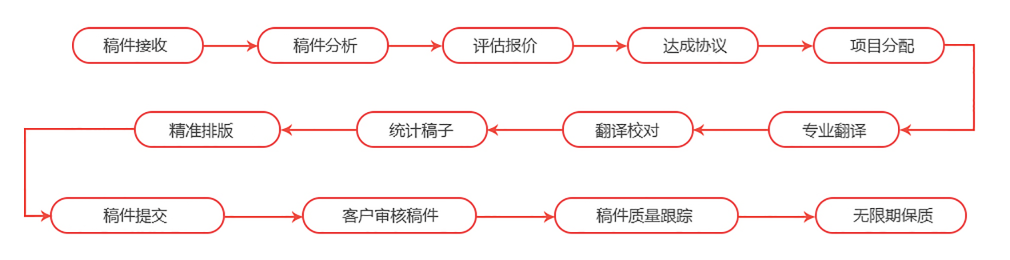 稿件接收
稿件分析
评估报价
达成协议
项目分配
专业翻译
翻译校对
统计稿子
精准排版
稿件提交
客户审核稿件
稿件质量跟踪
无限期保质